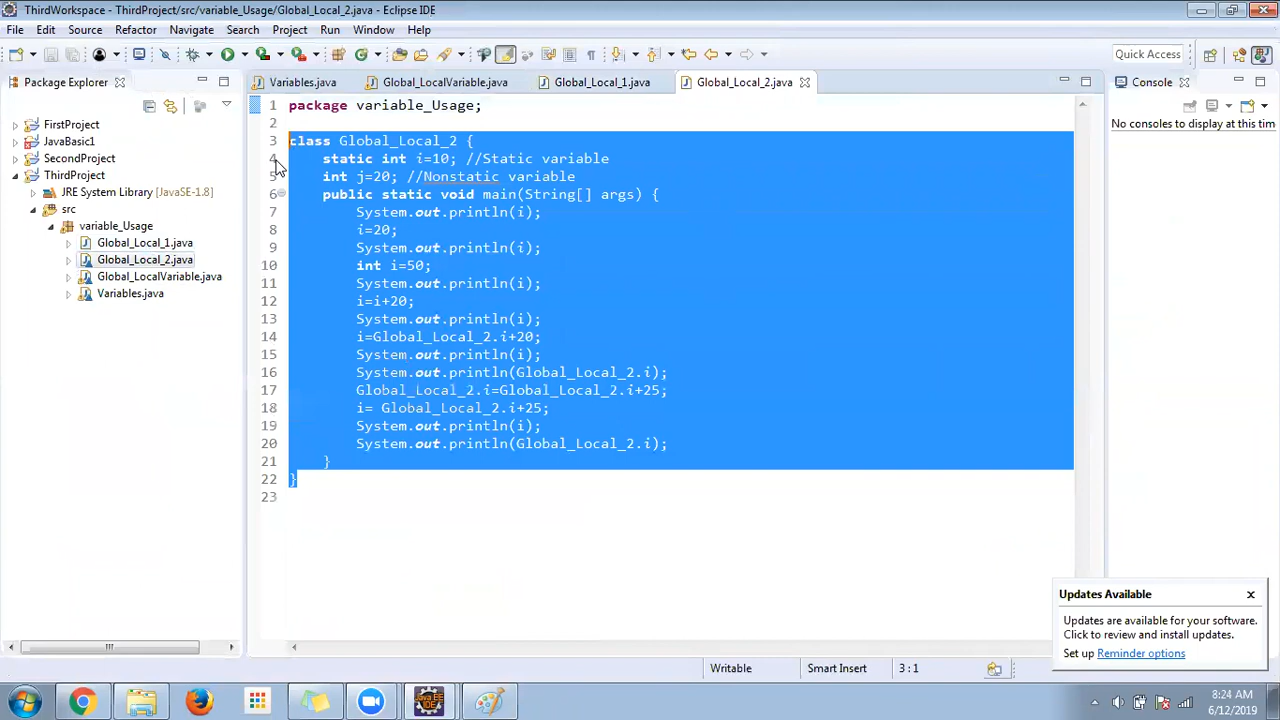 ThirdWorkspace - ThirdProject/src/variable_Usage/Global_Local_2.java - Eclipse IDE
File Edit Source Refactor Navigate Search Project Run Window Help
Quick Access
Package Explorer
Variables.java Global_LocalVariable.java Global_Local_1.java Global_Local_2.java
Console
No consoles to display at this tim
FirstProject
JavaBasic1
SecondProject
ThirdProject
JRE System Library [JavaSE-1.8]
src
variable_Usage
Global_Local_1.java
Global_Local_2.java
Global_LocalVariable.java
Variables.java
1 package variable_Usage;
2
3 class Global_Local_2 {
4 static int i=10; //Static variable
5 int j=20; //Nonstatic variable
6 public static void main(String[] args) {
7 System.out.println(i);
8 i=20;
9 System.out.println(i);
10 int i=50;
11 System.out.println(i);
12 i=i+20;
13 System.out.println(i);
14 i=Global_Local_2.i+20;
15 System.out.println(i);
16 System.out.println(Global_Local_2.i);
17 Global_Local_2.i=Global_Local_2.i+25;
18 i= Global_Local_2.i+25;
19 System.out.println(i);
20 System.out.println(Global_Local_2.i);
21 }
22 }
23
Updates Available
Updates are available for your software.
Click to review and install updates.
Set up Reminder options
Writable Smart Insert 3 : 1
Java EE
IDE
8:24 AM
6/12/2019